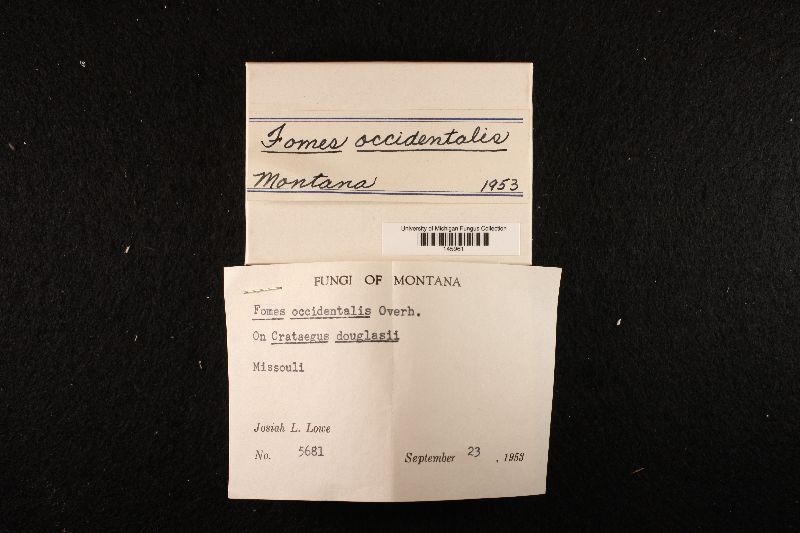 Fomes occidentalis
Montana 1953
University of Michigan Fungus Collection
145961
FUNGI OF MONTANA
Fomes occidentalis Overh.
On Crataegus douglasii
Missouli
Josiah L. Lowe
No. 5681 September 23 , 1953